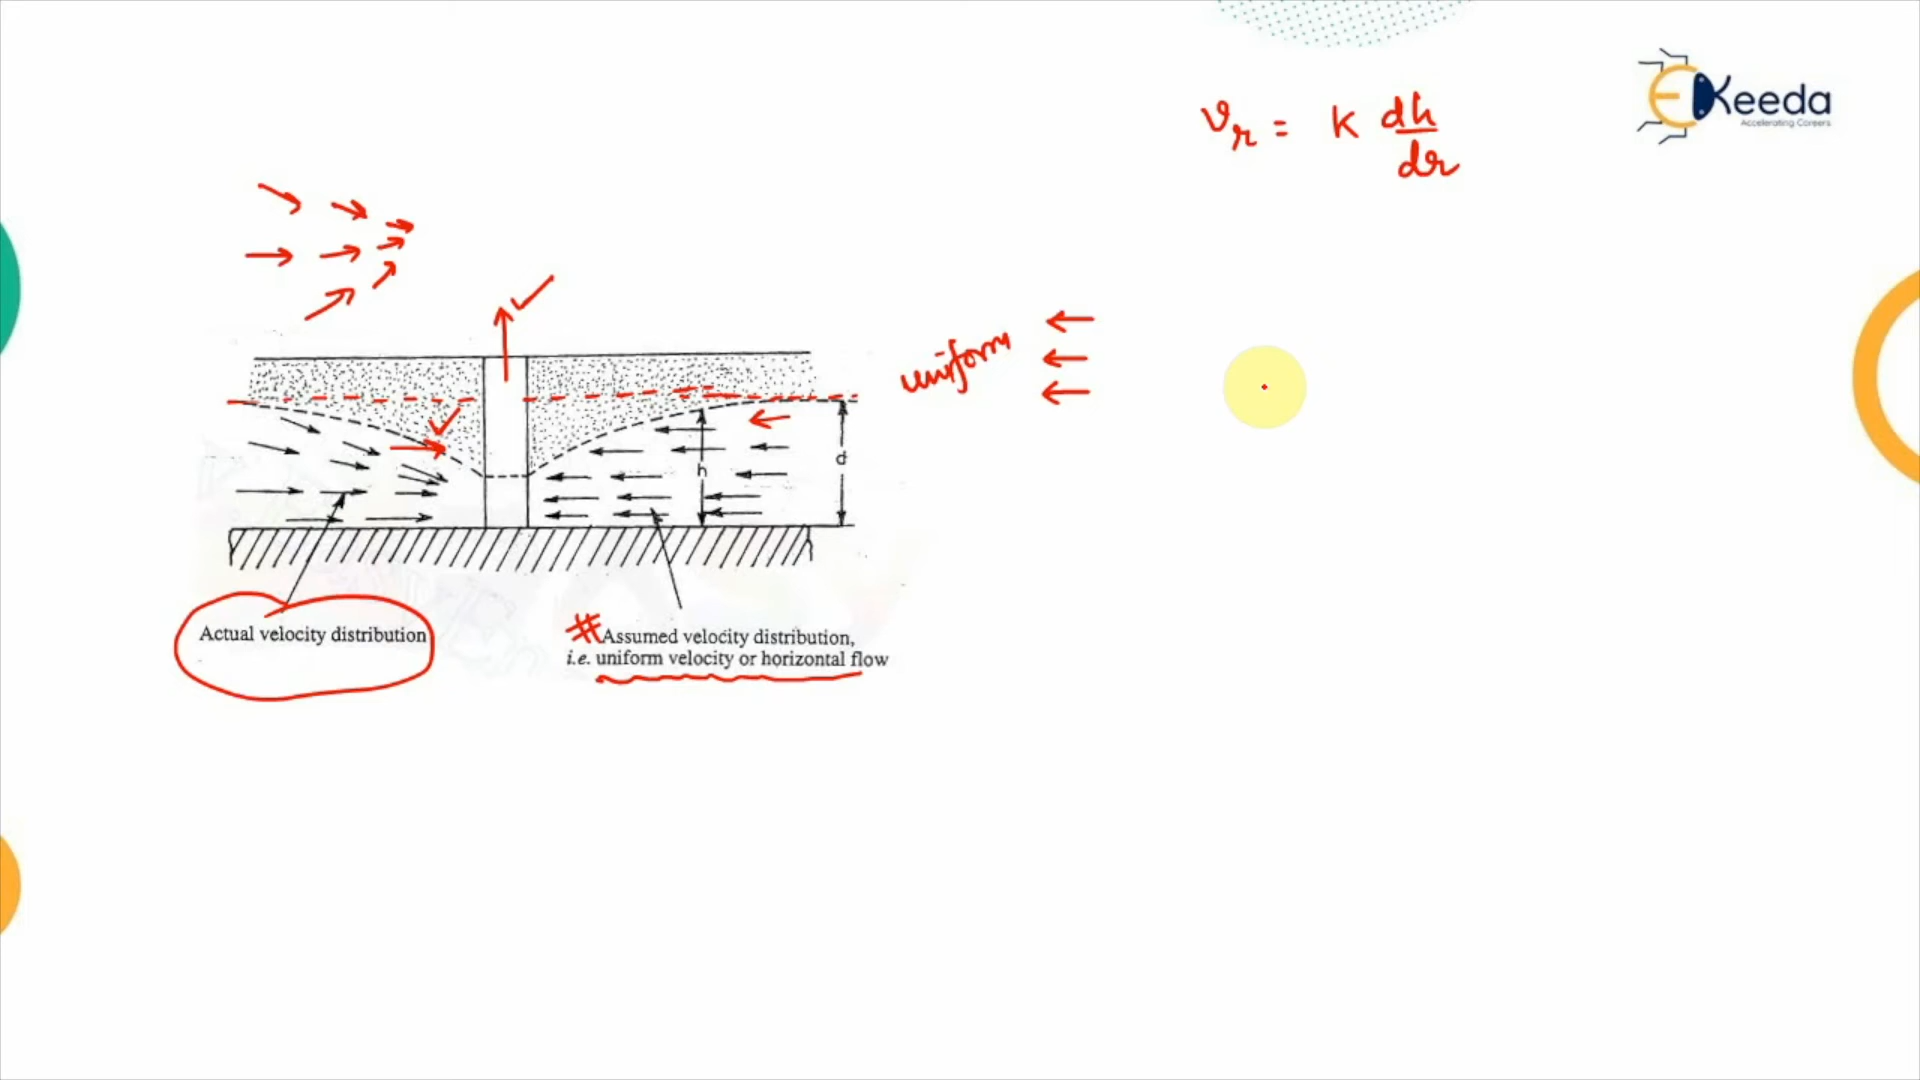 Keeda
Accelerating Careers
vr = K dh/dr
uniform
h
d
Actual velocity distribution
# Assumed velocity distribution,
i.e. uniform velocity or horizontal flow